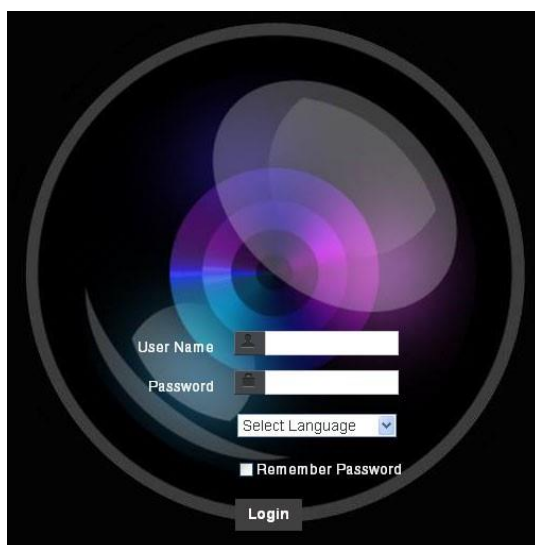 User Name
Password
Select Language
Remember Password
Login